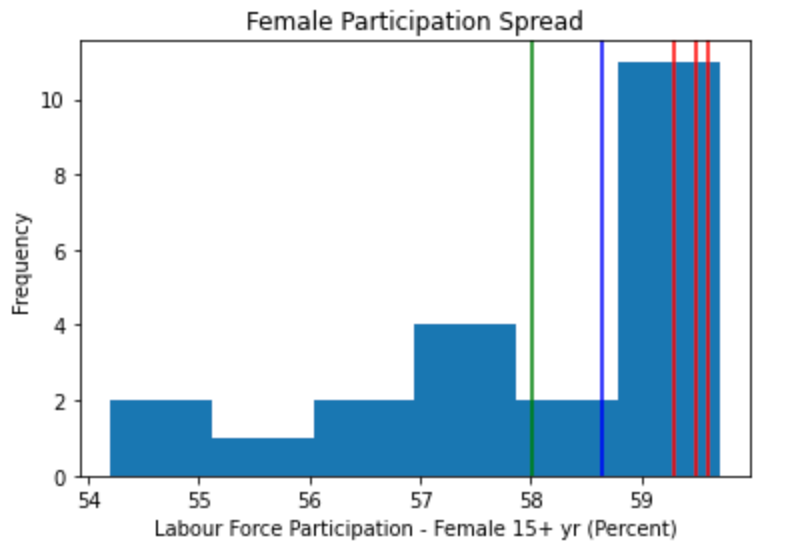 Female Participation Spread
Frequency
10
8
6
4
2
0
54 55 56 57 58 59
Labour Force Participation - Female 15+ yr (Percent)